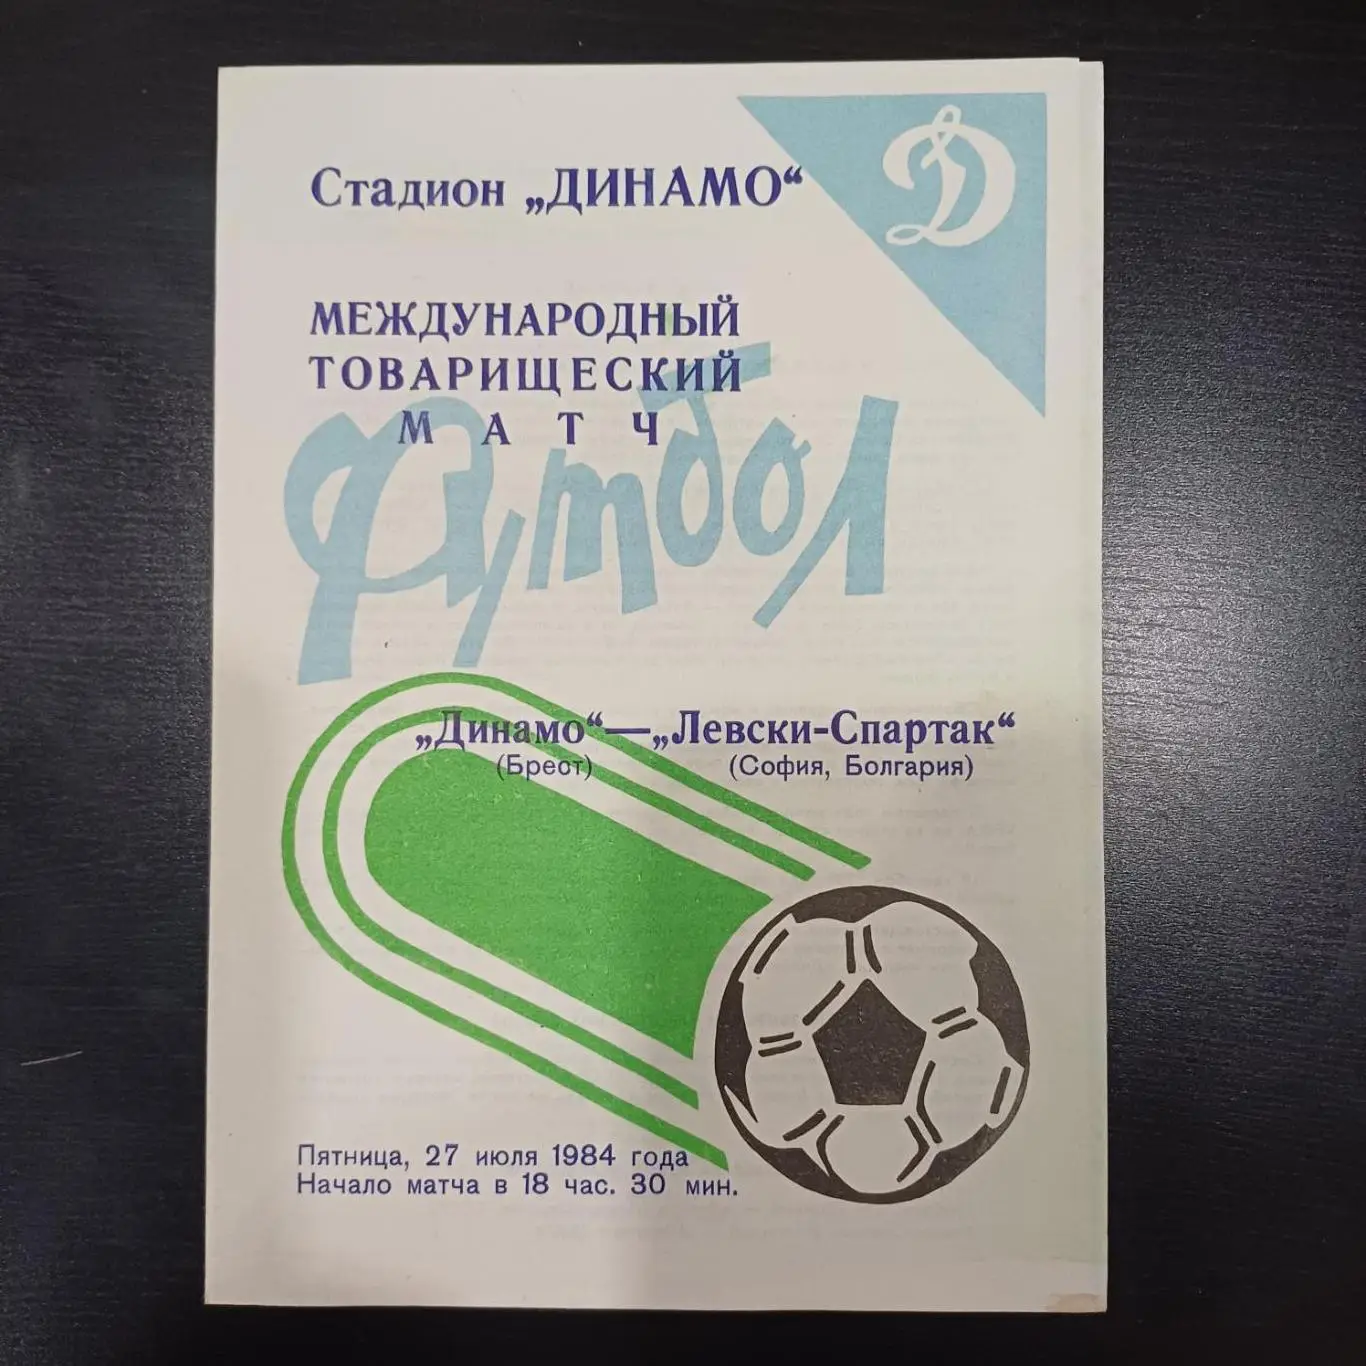 Д
Стадион „ДИНАМО“
МЕЖДУНАРОДНЫЙ
ТОВАРИЩЕСКИЙ
МАТЧ
Футбол
„Динамо“—„Левски-Спартак“
(Брест) (София, Болгария)
Пятница, 27 июля 1984 года
Начало матча в 18 час. 30 мин.